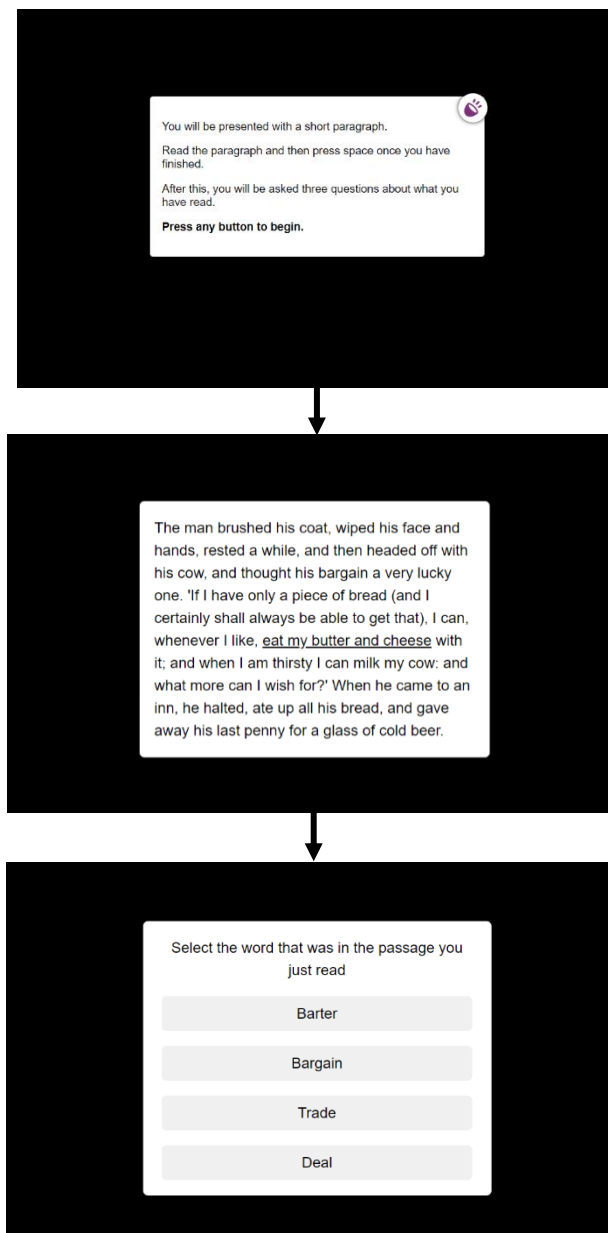 You will be presented with a short paragraph.
Read the paragraph and then press space once you have
finished.
After this, you will be asked three questions about what you
have read.
Press any button to begin.
The man brushed his coat, wiped his face and
hands, rested a while, and then headed off with
his cow, and thought his bargain a very lucky
one. 'If I have only a piece of bread (and I
certainly shall always be able to get that), I can,
whenever I like, eat my butter and cheese with
it; and when I am thirsty I can milk my cow: and
what more can I wish for?' When he came to an
inn, he halted, ate up all his bread, and gave
away his last penny for a glass of cold beer.
Select the word that was in the passage you
just read
Barter
Bargain
Trade
Deal